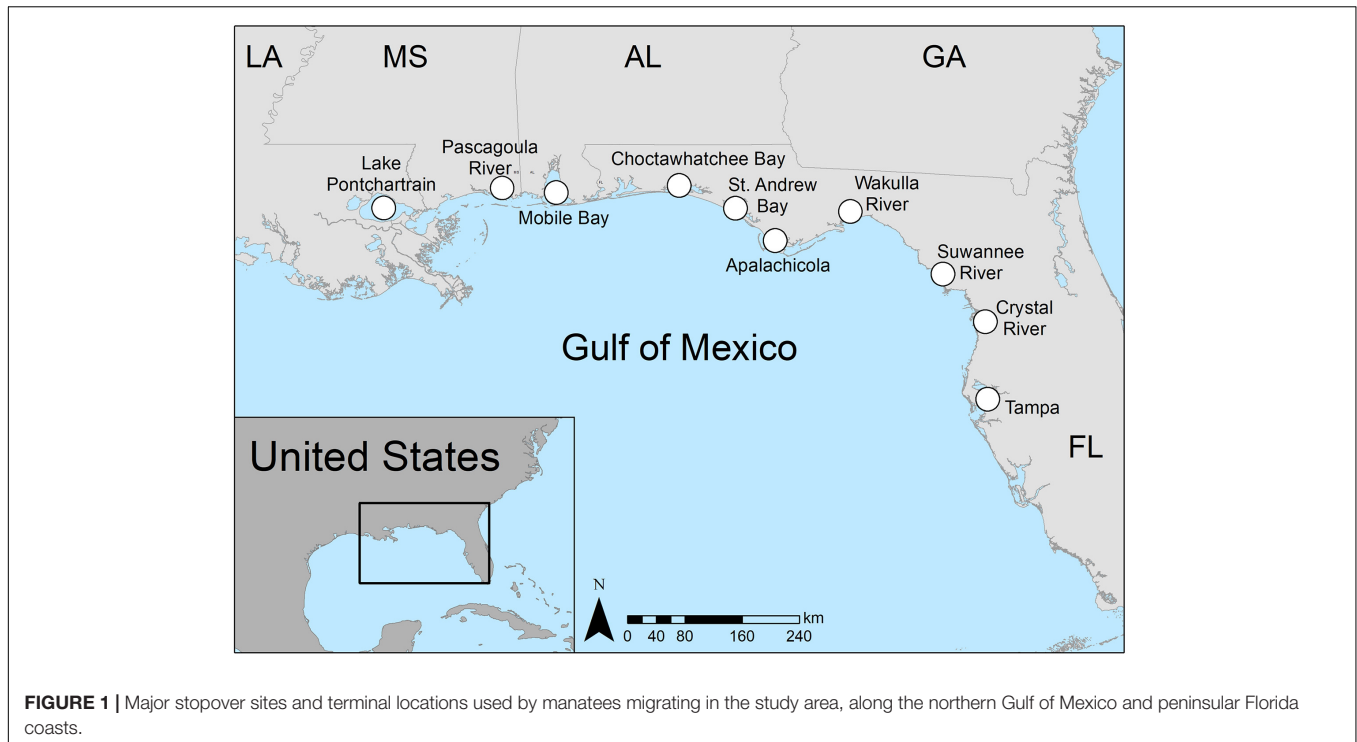 LA
MS
AL
GA
Pascagoula
River
Lake
Pontchartrain
Choctawhatchee Bay
St. Andrew
Bay
Wakulla
River
Mobile Bay
Apalachicola
Suwannee
River
Crystal
River
Gulf of Mexico
Tampa
FL
United States
N
km
0 40 80 160 240
FIGURE 1 | Major stopover sites and terminal locations used by manatees migrating in the study area, along the northern Gulf of Mexico and peninsular Florida
coasts.